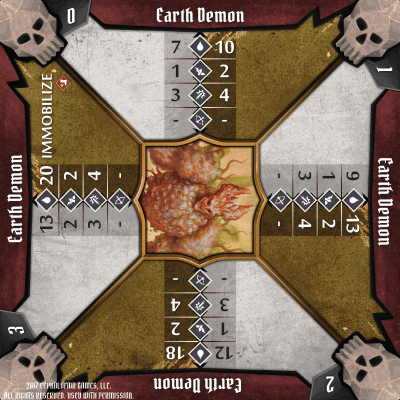 0
Earth Demon
7 10
1 2
3 4
- -
1
Earth Demon
9 13
1 2
3 4
- -
2
Earth Demon
12 18
1 2
3 4
- -
3
Earth Demon
13 20 IMMOBILIZE
2 2
3 4
- -
2017 CEPHALOFAIR GAMES, LLC.
ALL RIGHTS RESERVED. USED WITH PERMISSION.